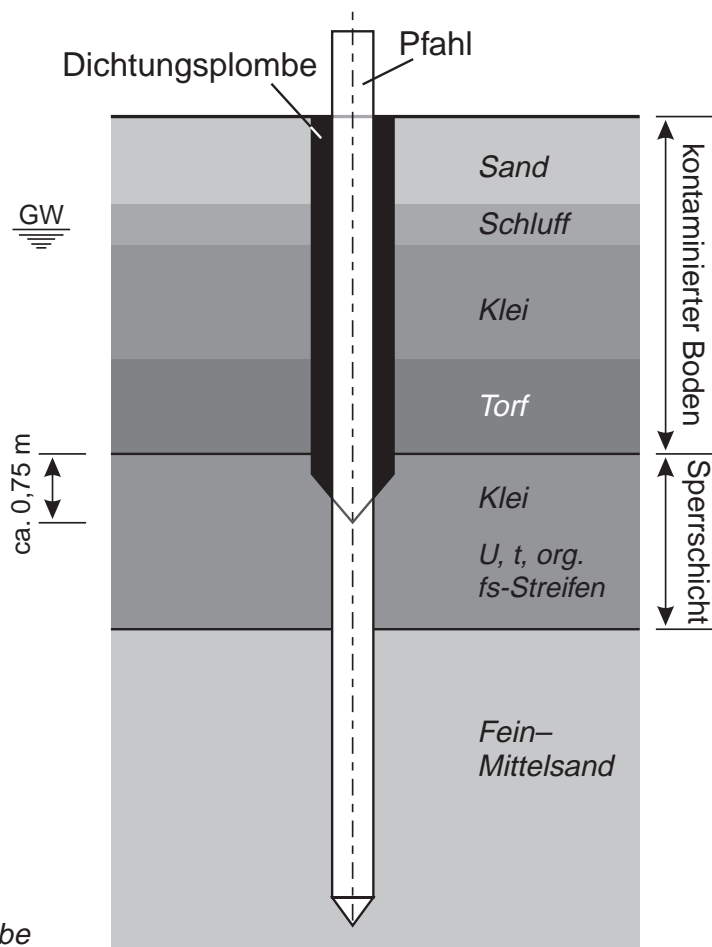 Pfahl
Dichtungsplombe
Sand
GW
Schluff
Klei
Torf
kontaminierter Boden
ca. 0,75 m
Klei
U, t, org.
fs-Streifen
Sperrschicht
Fein–
Mittelsand
be